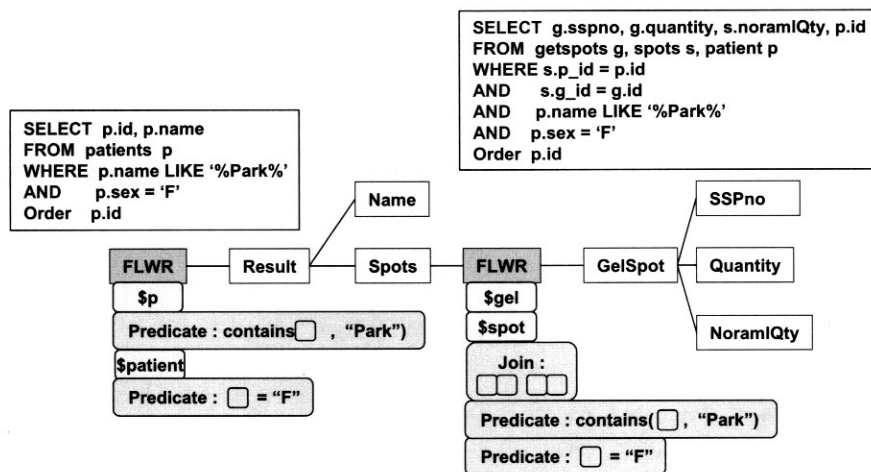 SELECT g.sspno, g.quantity, s.noramlQty, p.id
FROM getspots g, spots s, patient p
WHERE s.p_id = p.id
AND s.g_id = g.id
AND p.name LIKE '%Park%'
AND p.sex = 'F'
Order p.id
SELECT p.id, p.name
FROM patients p
WHERE p.name LIKE '%Park%'
AND p.sex = 'F'
Order p.id
Name
SSPno
FLWR Result Spots FLWR GelSpot Quantity
$p
$gel
Predicate : contains , "Park")
$spot
NoramlQty
$patient
Join :
Predicate : = "F"
Predicate : contains( , "Park")
Predicate : = "F"